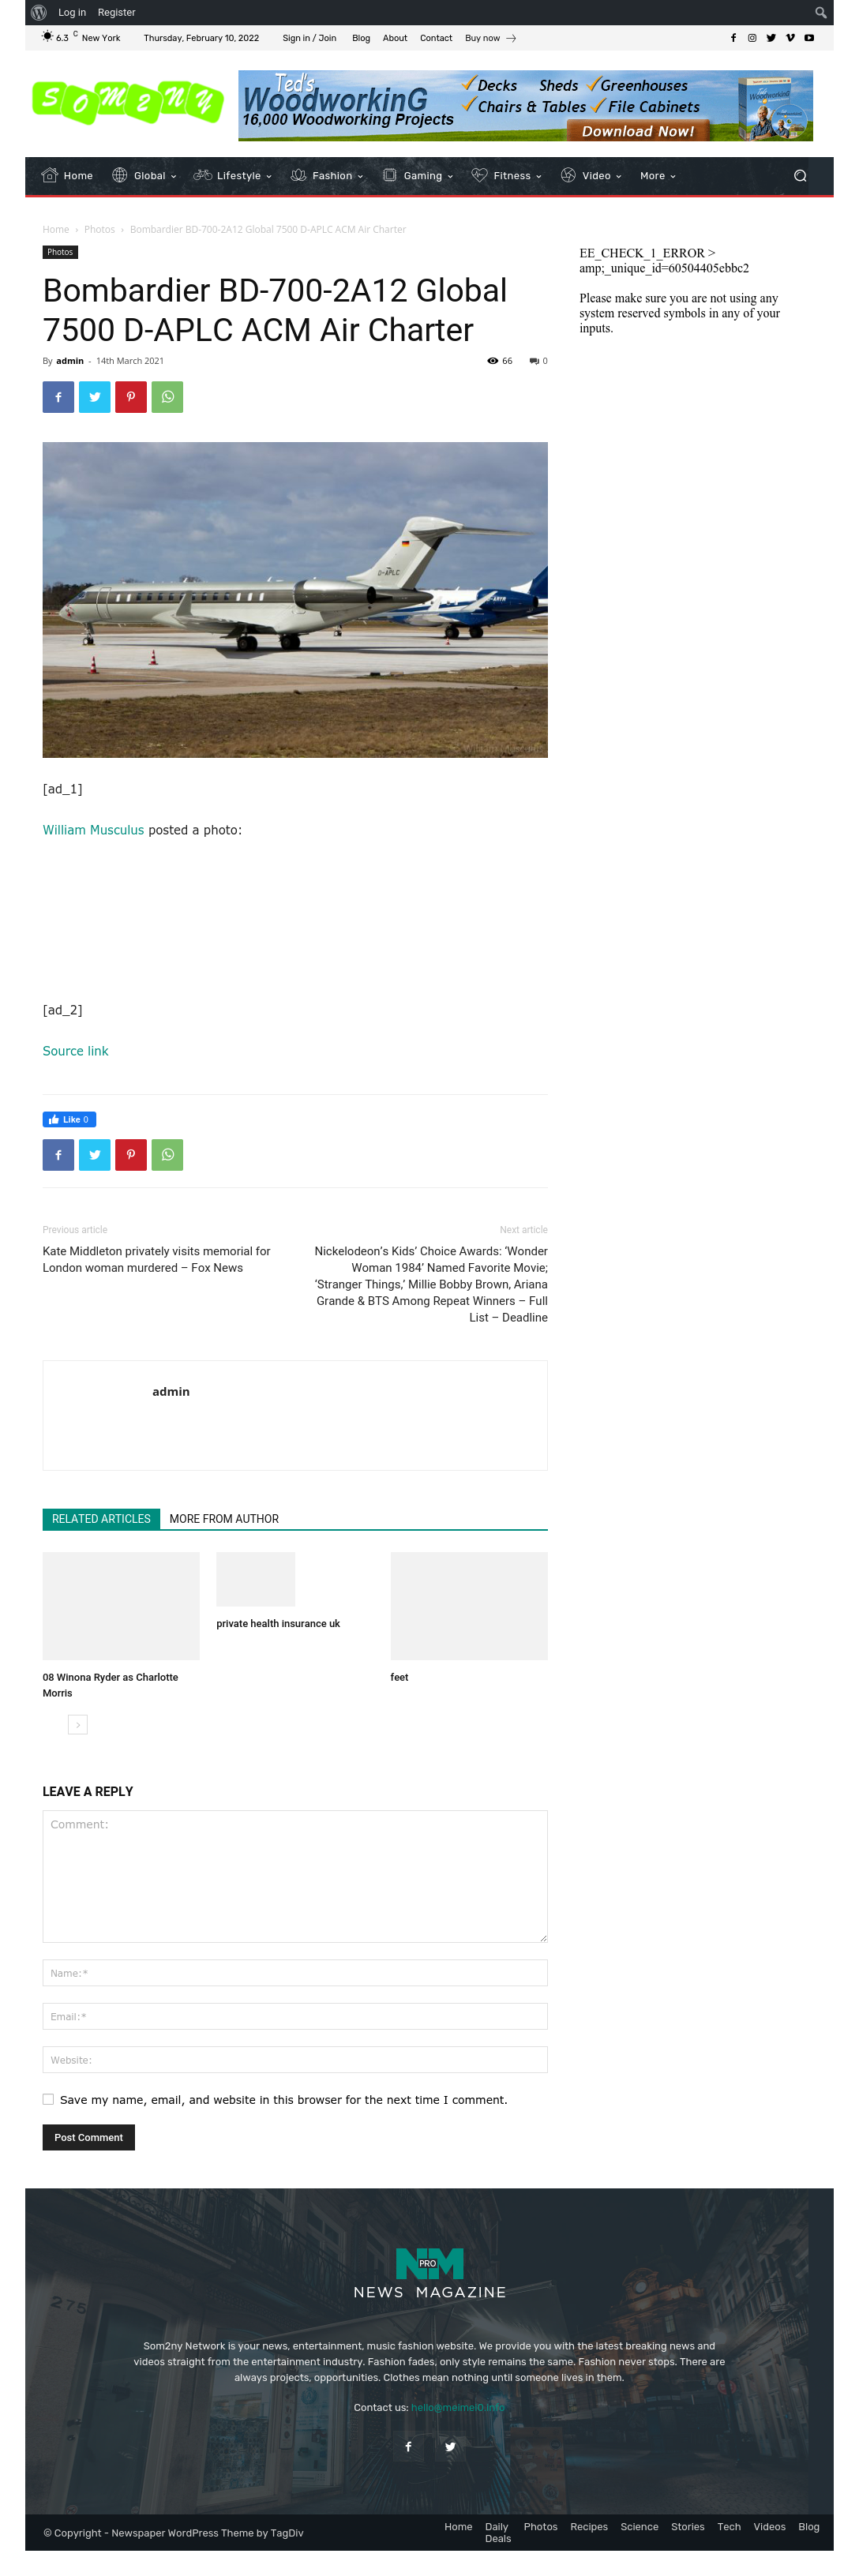 Log in Register
6.3 C New York Thursday, February 10, 2022 Sign in / Join Blog About Contact Buy now
SOM2NY
Ted's
WoodworkinG
16,000 Woodworking Projects
Decks Sheds Greenhouses
Chairs & Tables File Cabinets
Download Now!
Home Global Lifestyle Fashion Gaming Fitness Video More
Home › Photos › Bombardier BD-700-2A12 Global 7500 D-APLC ACM Air Charter
Photos
Bombardier BD-700-2A12 Global
7500 D-APLC ACM Air Charter
By admin - 14th March 2021 66 0
EE_CHECK_1_ERROR >
amp;_unique_id=60504405ebbc2
Please make sure you are not using any
system reserved symbols in any of your
inputs.
D-APLC
[ad_1]
William Musculus posted a photo:
[ad_2]
Source link
Like 0
Previous article
Kate Middleton privately visits memorial for
London woman murdered – Fox News
Next article
Nickelodeon’s Kids’ Choice Awards: ‘Wonder
Woman 1984’ Named Favorite Movie;
‘Stranger Things,’ Millie Bobby Brown, Ariana
Grande & BTS Among Repeat Winners – Full
List – Deadline
admin
RELATED ARTICLES MORE FROM AUTHOR
08 Winona Ryder as Charlotte
Morris
private health insurance uk
feet
LEAVE A REPLY
Comment:
Name:*
Email:*
Website:
Save my name, email, and website in this browser for the next time I comment.
Post Comment
275
NM
PRO
NEWS MAGAZINE
Som2ny Network is your news, entertainment, music fashion website. We provide you with the latest breaking news and
videos straight from the entertainment industry. Fashion fades, only style remains the same. Fashion never stops. There are
always projects, opportunities. Clothes mean nothing until someone lives in them.
Contact us: hello@meimei0.info
© Copyright - Newspaper WordPress Theme by TagDiv
Home Daily Deals Photos Recipes Science Stories Tech Videos Blog